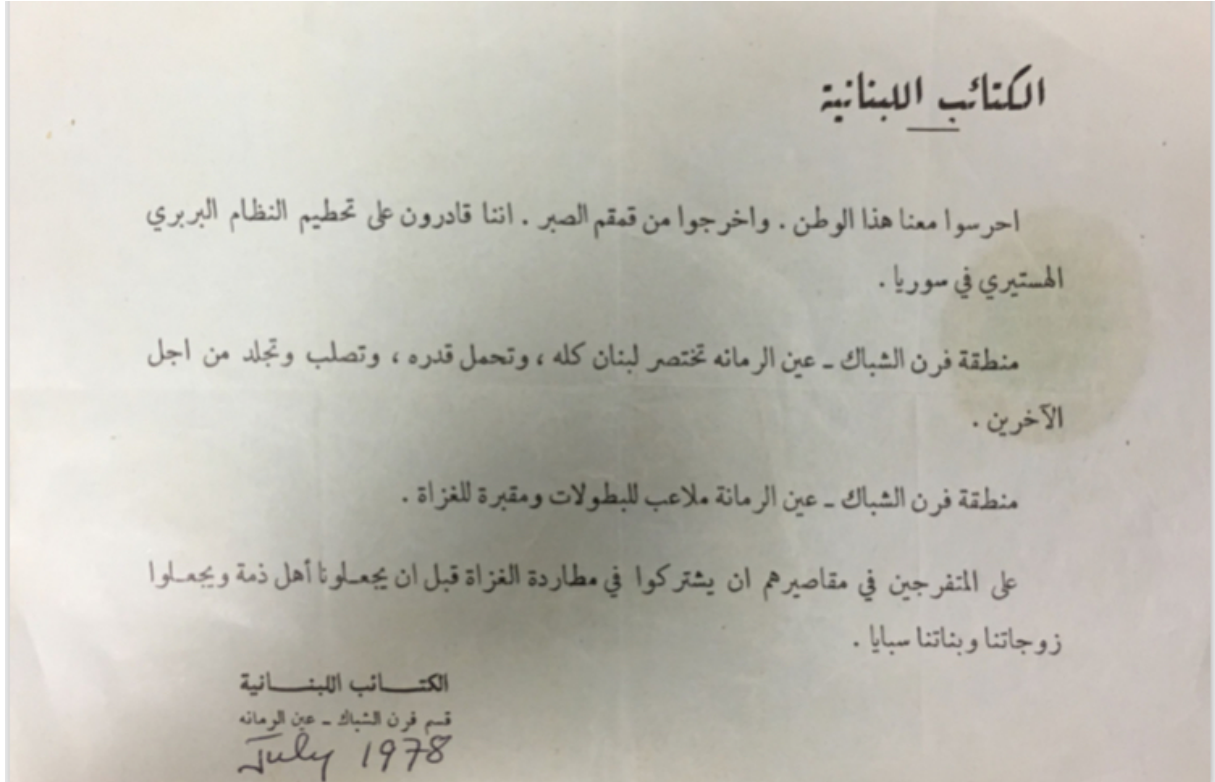 الكتائب اللبنانية
احرسوا معنا هذا الوطن . واخرجوا من قمقم الصبر . اننا قادرون على تحطيم النظام البربري
الهستيري في سوريا .
منطقة فرن الشباك ـ عين الرمانه تختصر لبنان كله ، وتحمل قدره ، وتصلب وتجلد من اجل
الآخرين .
منطقة فرن الشباك ـ عين الرمانة ملاعب للبطولات ومقبرة للغزاة .
على المتفرجين في مقاصيرهم ان يشتركوا في مطاردة الغزاة قبل ان يجعلونا أهل ذمة ويجعلوا
زوجاتنا وبناتنا سبايا .
الكتائب اللبنانية
قسم فرن الشباك ـ عين الرمانه
July 1978